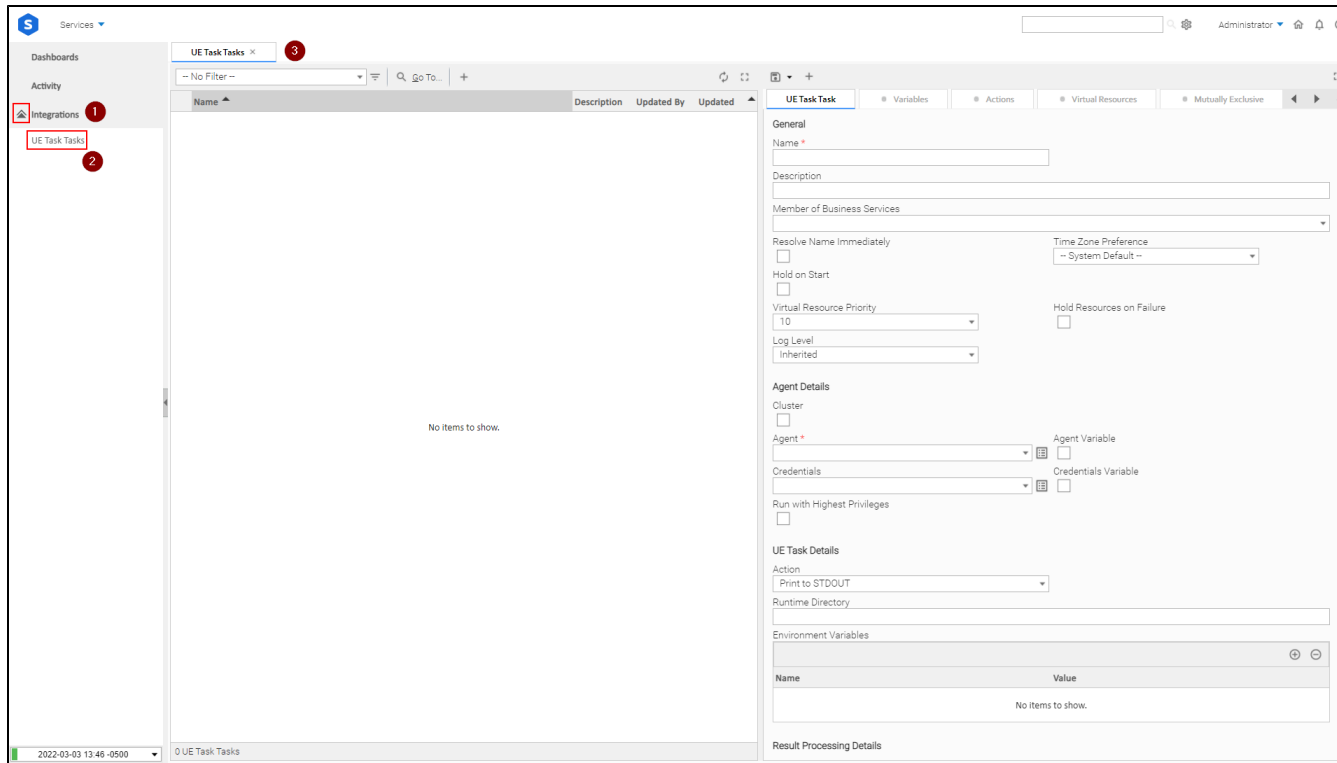 S Services
Administrator
Dashboards
Activity
Integrations 1
UE Task Tasks
2
UE Task Tasks × 3
-- No Filter --
Go To...
Name Description Updated By Updated
No items to show.
0 UE Task Tasks
2022-03-03 13:46 -0500
UE Task Task Variables Actions Virtual Resources Mutually Exclusive
General
Name *
Description
Member of Business Services
Resolve Name Immediately Time Zone Preference
-- System Default --
Hold on Start
Virtual Resource Priority Hold Resources on Failure
10
Log Level
Inherited
Agent Details
Cluster
Agent * Agent Variable
Credentials Credentials Variable
Run with Highest Privileges
UE Task Details
Action
Print to STDOUT
Runtime Directory
Environment Variables
Name Value
No items to show.
Result Processing Details